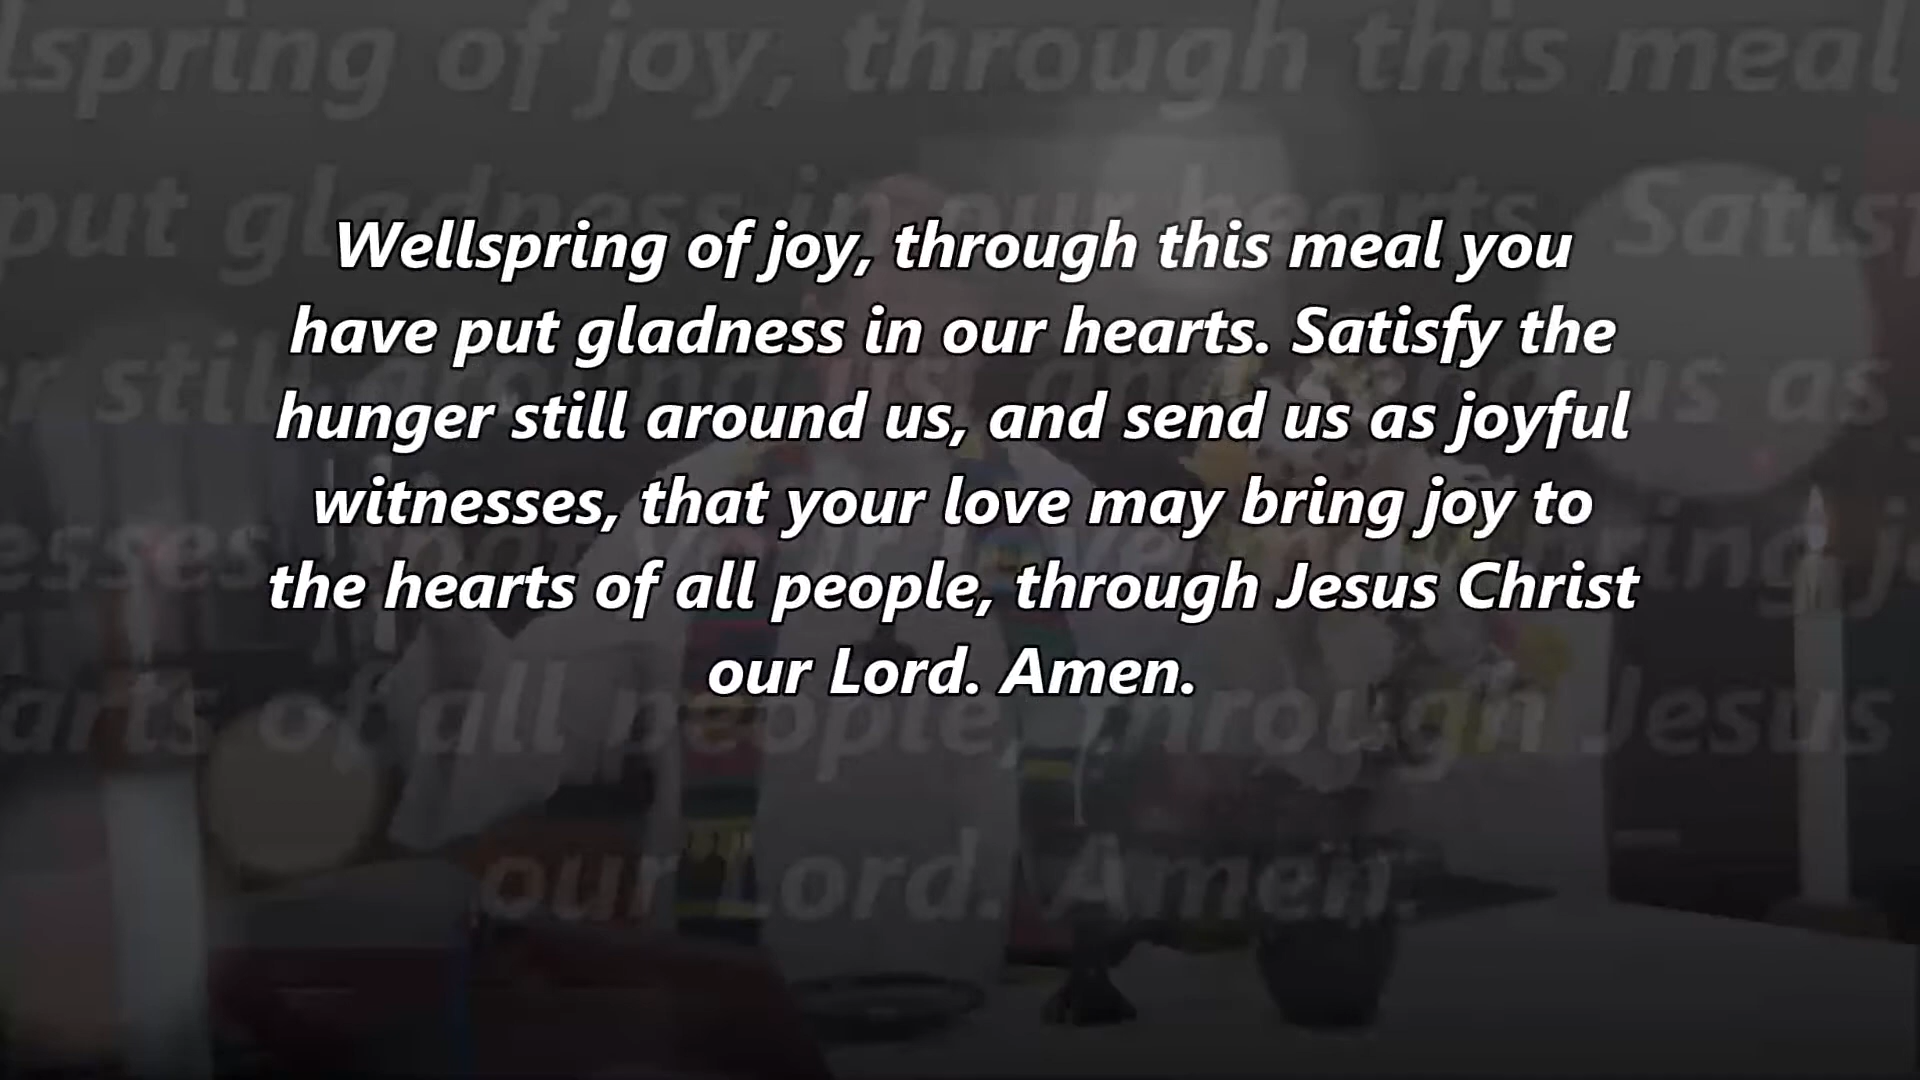 Wellspring of joy, through this meal you
have put gladness in our hearts. Satisfy the
hunger still around us, and send us as joyful
witnesses, that your love may bring joy to
the hearts of all people, through Jesus Christ
our Lord. Amen.